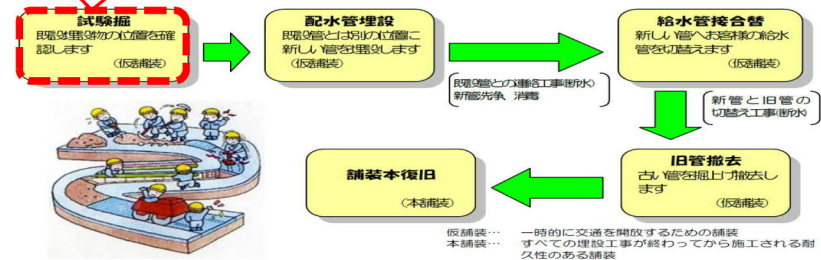 試験掘
既設埋設物の位置を確
認します
(仮舗装)
配水管埋設
既設管とは別の位置に
新しい管を埋設します
(仮舗装)
既設管との連絡工事(断水)
新管洗浄、消毒
給水管接合替
新しい管へお客様の給水
管を切替えます
(仮舗装)
新管と旧管の
切替え工事(断水)
旧管撤去
古い管を掘上げ撤去し
ます
(仮舗装)
舗装本復旧
(本舗装)
仮舗装… 一時的に交通を開放するための舗装
本舗装… すべての埋設工事が終わってから施工される耐
久性のある舗装